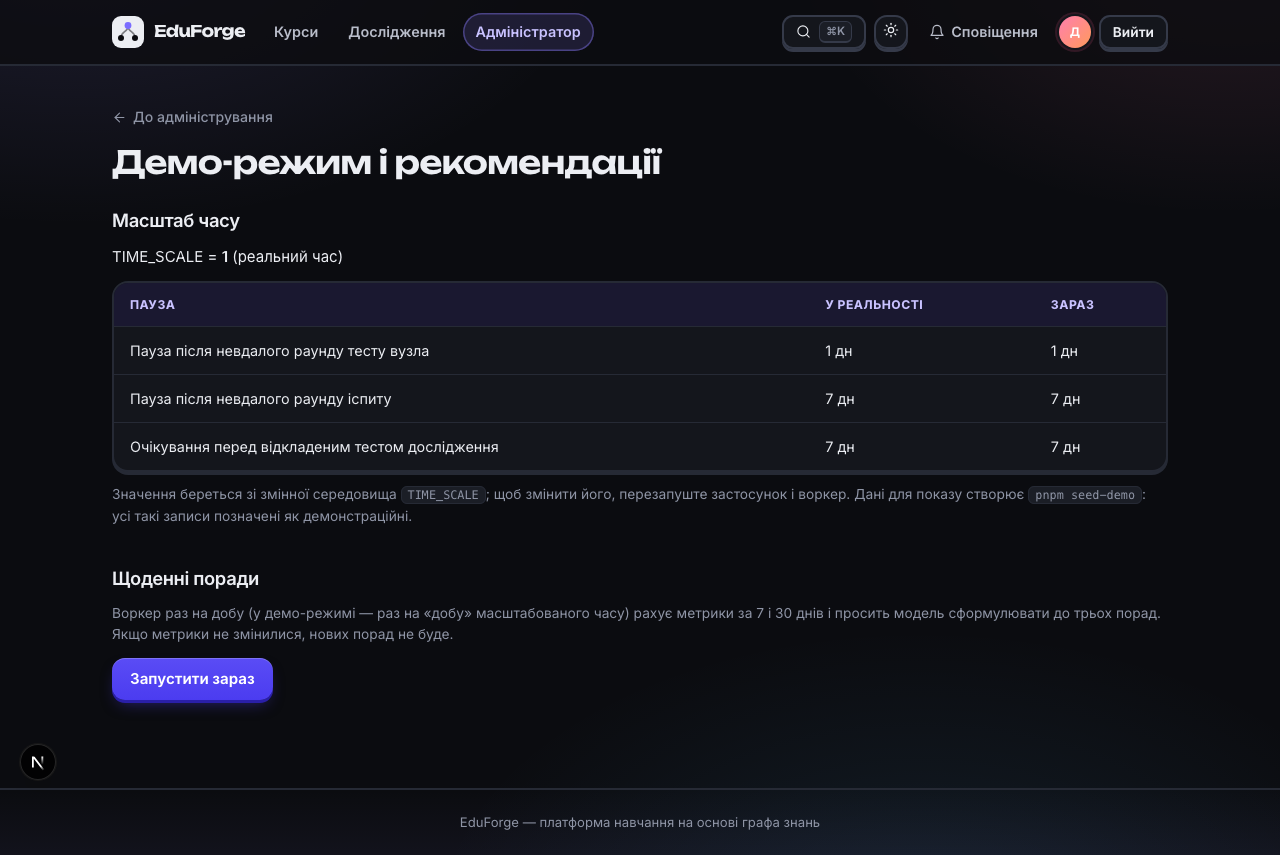 EduForge
Курси
Дослідження
Адміністратор
⌘K
Сповіщення
Д
Вийти
← До адміністрування
Демо-режим і рекомендації
Масштаб часу
TIME_SCALE = 1 (реальний час)
ПАУЗА У РЕАЛЬНОСТІ ЗАРАЗ
Пауза після невдалого раунду тесту вузла 1 дн 1 дн
Пауза після невдалого раунду іспиту 7 дн 7 дн
Очікування перед відкладеним тестом дослідження 7 дн 7 дн
Значення береться зі змінної середовища TIME_SCALE; щоб змінити його, перезапуште застосунок і воркер. Дані для показу створює pnpm seed-demo:
усі такі записи позначені як демонстраційні.
Щоденні поради
Воркер раз на добу (у демо-режимі — раз на «добу» масштабованого часу) рахує метрики за 7 і 30 днів і просить модель сформулювати до трьох порад.
Якщо метрики не змінилися, нових порад не буде.
Запустити зараз
N
EduForge — платформа навчання на основі графа знань